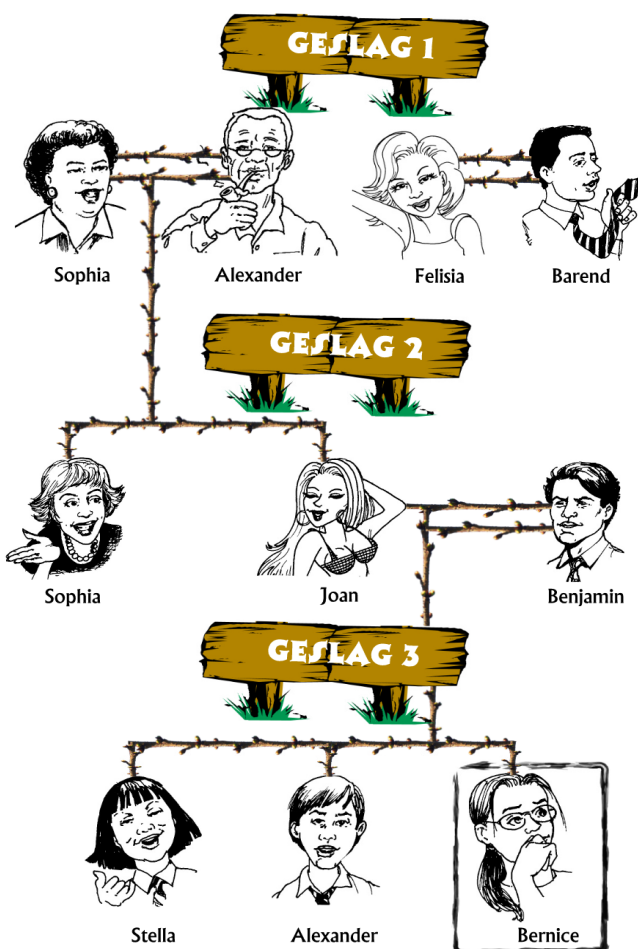 GESLAG 1
Sophia Alexander Felisia Barend
GESLAG 2
Sophia Joan Benjamin
GESLAG 3
Stella Alexander Bernice